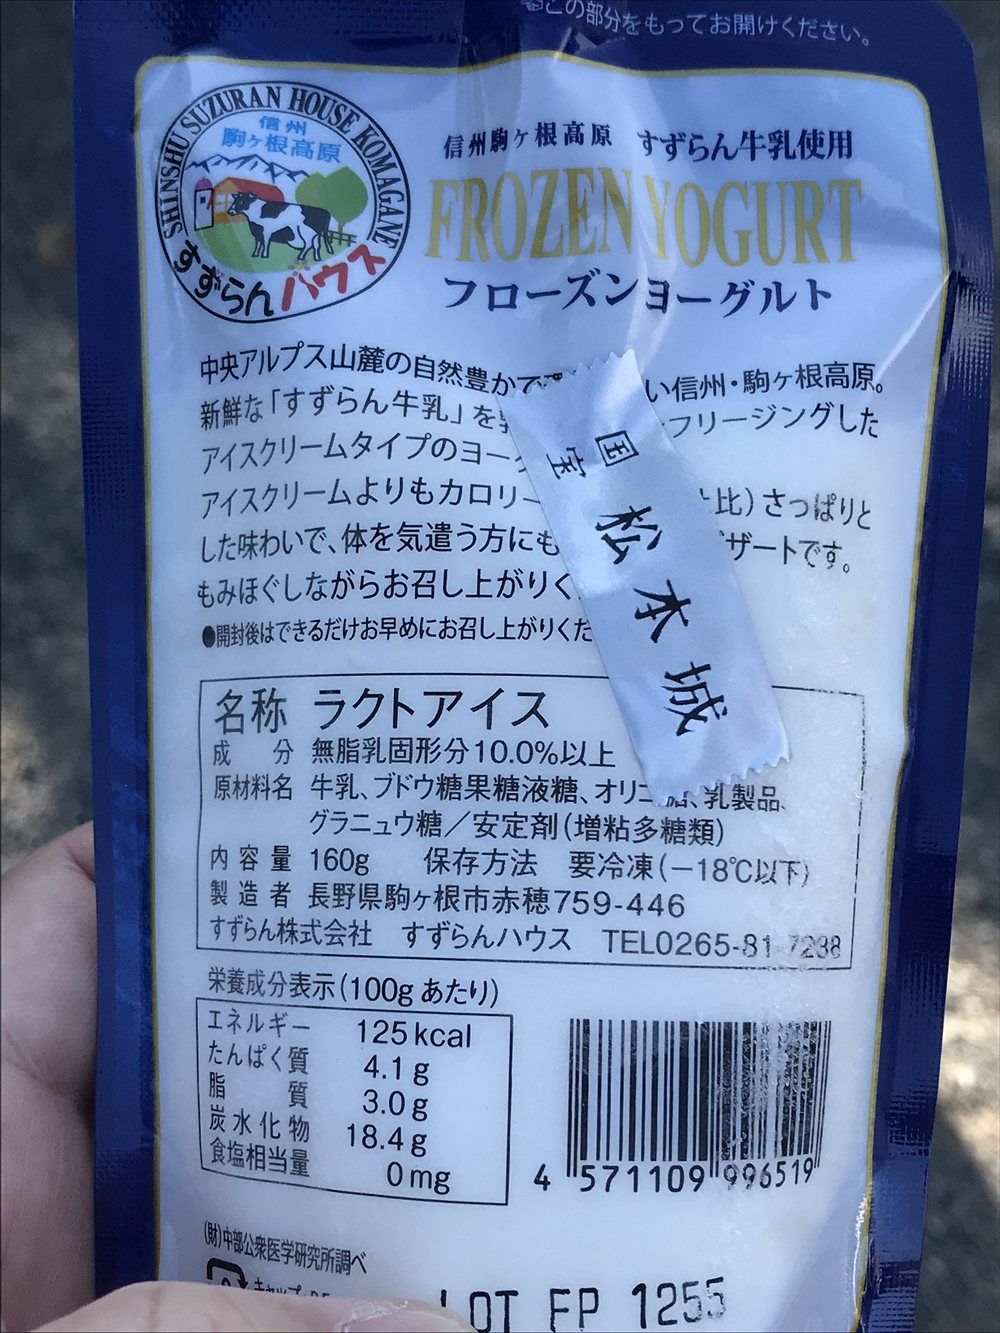 この部分をもってお開けください。
SHINSHU SUZURAN HOUSE KOMAGANE
信州
駒ヶ根高原
すずらんハウス
信州駒ヶ根高原 すずらん牛乳使用
FROZEN YOGURT
フローズンヨーグルト
中央アルプス山麓の自然豊かで い信州・駒ヶ根高原。
新鮮な「すずらん牛乳」を フリージングした
アイスクリームタイプのヨー
アイスクリームよりもカロリー 比)さっぱりと
した味わいで、体を気遣う方にも ザートです。
もみほぐしながらお召し上がりく
●開封後はできるだけお早めにお召し上がりくだ
国宝 松本城
名称 ラクトアイス
成分 無脂乳固形分10.0%以上
原材料名 牛乳、ブドウ糖果糖液糖、オリ 糖、乳製品、
グラニュウ糖/安定剤(増粘多糖類)
内容量 160g 保存方法 要冷凍(-18℃以下)
製造者 長野県駒ヶ根市赤穂759-446
すずらん株式会社 すずらんハウス TEL0265-81-7288
栄養成分表示(100gあたり)
エネルギー 125kcal
たんぱく質 4.1g
脂質 3.0g
炭水化物 18.4g
食塩相当量 0mg
4 571109 996519
(財)中部公衆医学研究所調べ
キャップ
LOT FP 1255